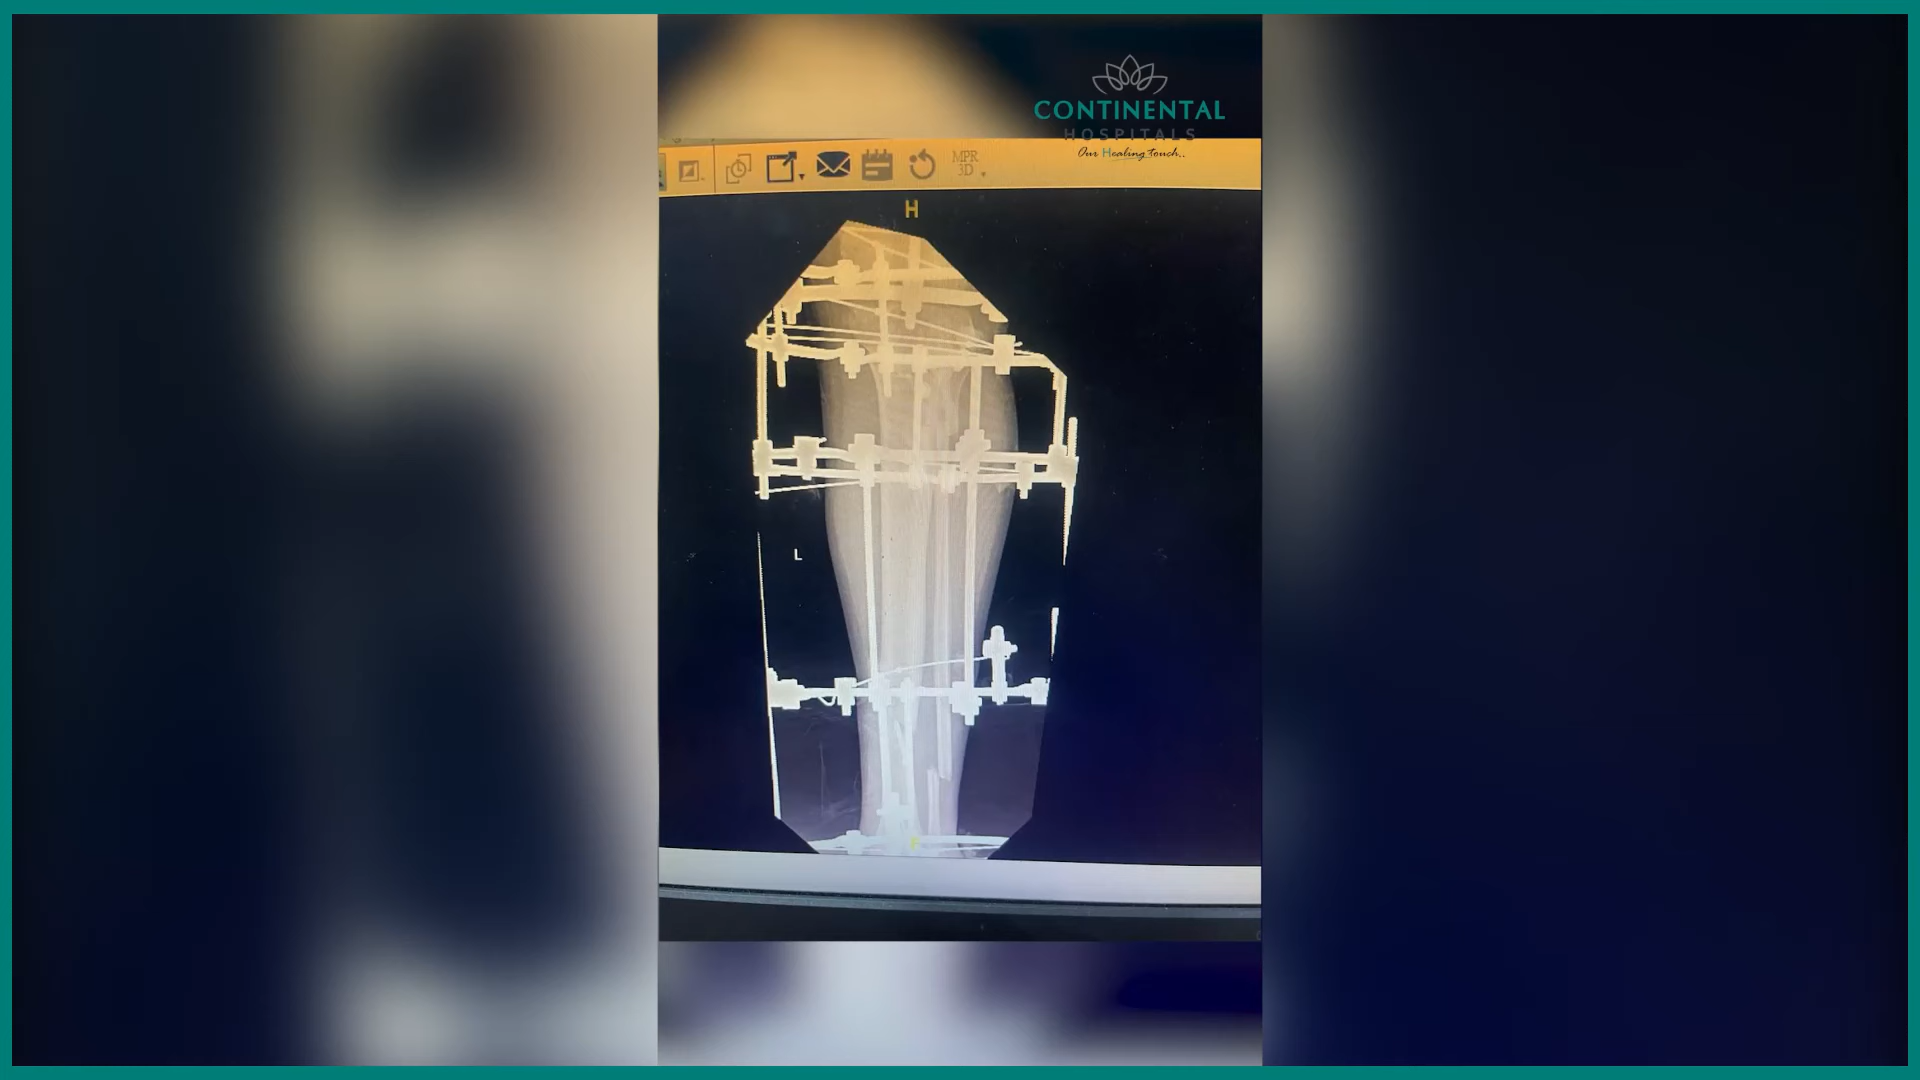 CONTINENTAL
HOSPITALS
Our Healing touch..
MPR
3D
H
L
F